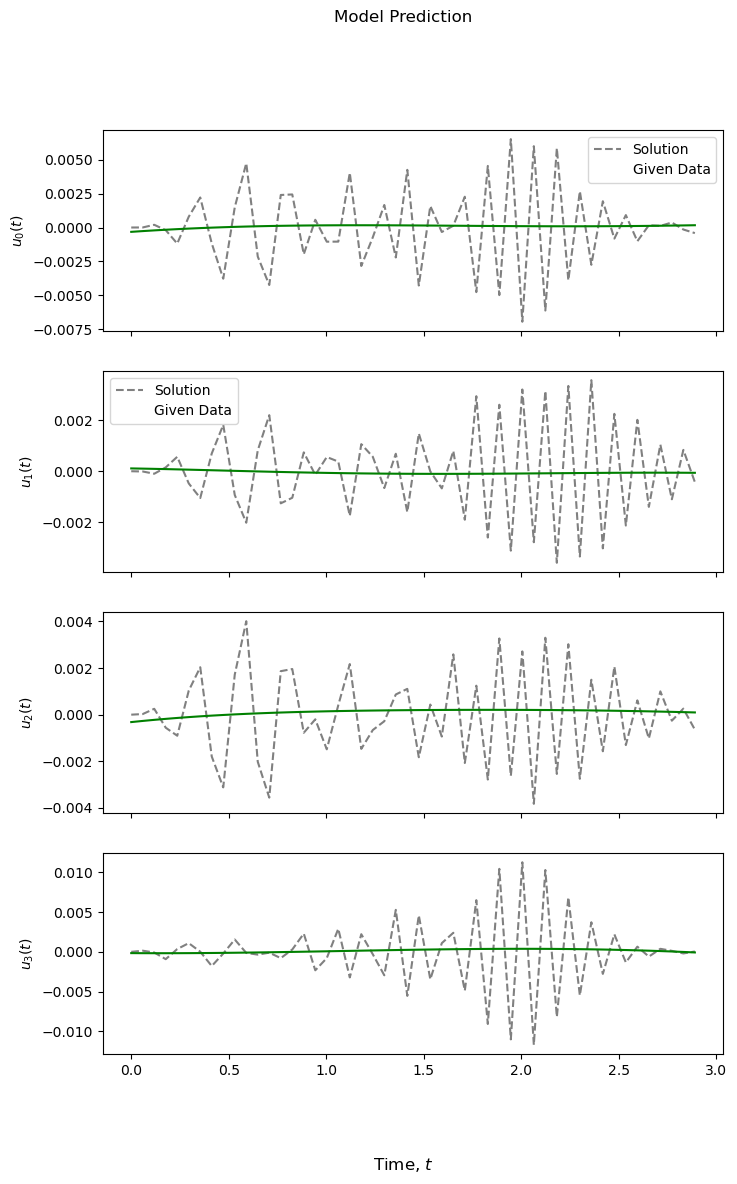 Model Prediction
0.0050
0.0025
0.0000
−0.0025
−0.0050
−0.0075
u₀(t)
Solution
Given Data
0.002
0.000
−0.002
u₁(t)
Solution
Given Data
0.004
0.002
0.000
−0.002
−0.004
u₂(t)
0.010
0.005
0.000
−0.005
−0.010
u₃(t)
0.0 0.5 1.0 1.5 2.0 2.5 3.0
Time, t